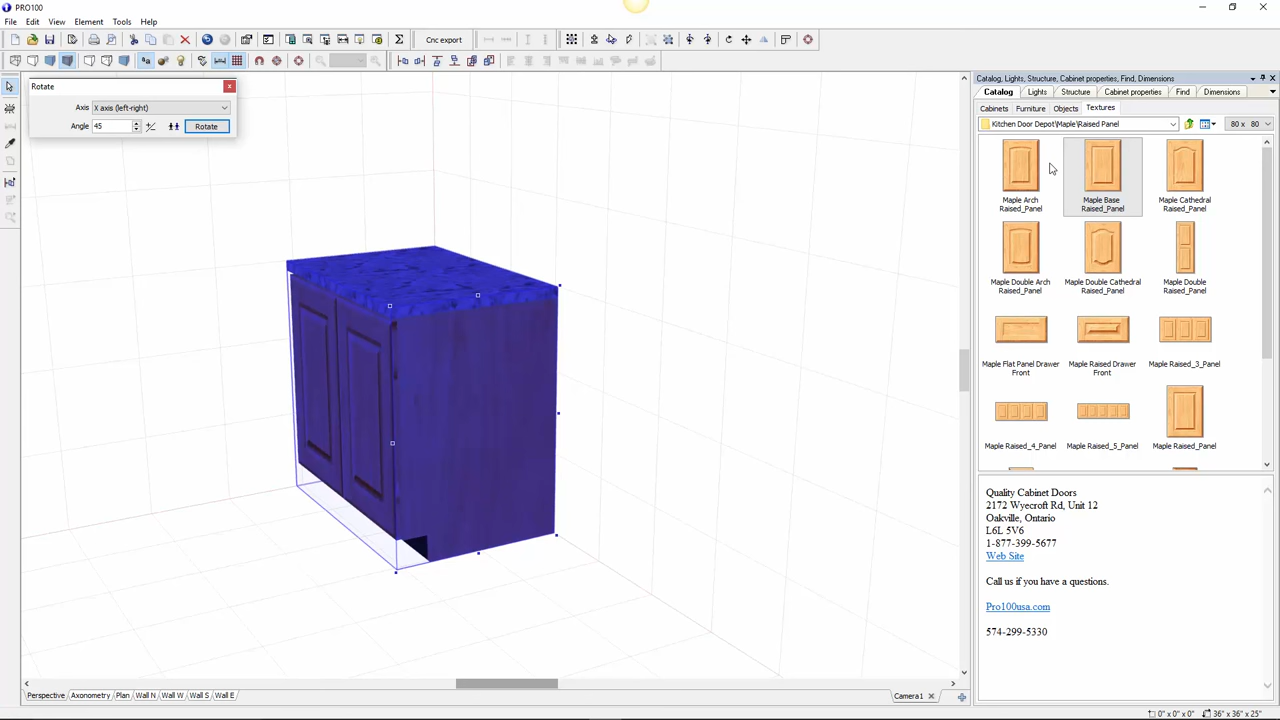 PRO100
File Edit View Element Tools Help
Cnc export
Rotate
Axis X axis (left-right)
Angle 45 Rotate
Catalog, Lights, Structure, Cabinet properties, Find, Dimensions
Catalog Lights Structure Cabinet properties Find Dimensions
Cabinets Furniture Objects Textures
Kitchen Door Depot\Maple\Raised Panel 80 x 80
Maple Arch Raised_Panel
Maple Base Raised_Panel
Maple Cathedral Raised_Panel
Maple Double Arch Raised_Panel
Maple Double Cathedral Raised_Panel
Maple Double Raised_Panel
Maple Flat Panel Drawer Front
Maple Raised Drawer Front
Maple Raised_3_Panel
Maple Raised_4_Panel
Maple Raised_5_Panel
Maple Raised_Panel
Quality Cabinet Doors
2172 Wyecroft Rd, Unit 12
Oakville, Ontario
L6L 5V6
1-877-399-5677
Web Site
Call us if you have a questions.
Pro100usa.com
574-299-5330
Perspective Axonometry Plan Wall N Wall W Wall S Wall E
Camera1
0" x 0" x 0" 36" x 36" x 25"